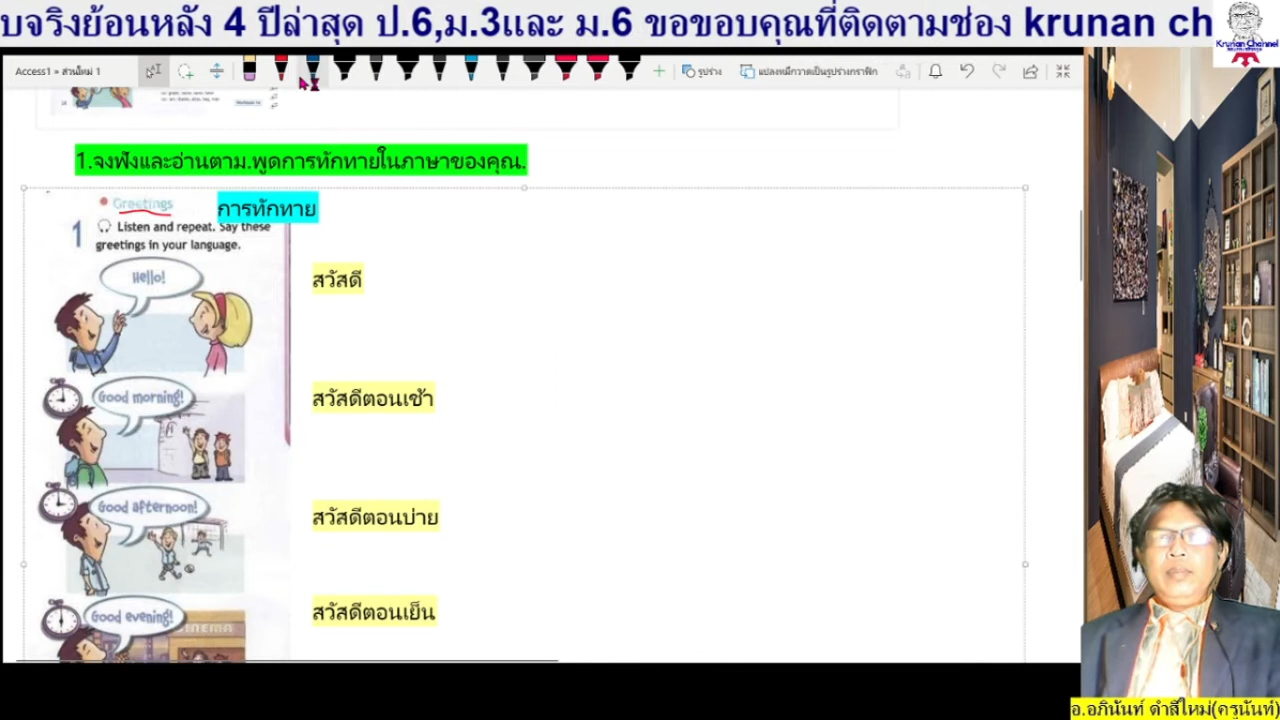 บจริงย้อนหลัง 4 ปีล่าสุด ป.6,ม.3และ ม.6 ขอขอบคุณที่ติดตามช่อง krunan ch
Krunan Channel
Access1 » ส่วนใหม่ 1
รูปร่าง
แปลงหมึกวาดเป็นรูปร่างกราฟิก
1.จงฟังและอ่านตาม.พูดการทักทายในภาษาของคุณ.
Greetings
การทักทาย
1 Listen and repeat. Say these
greetings in your language.
Hello!
สวัสดี
Good morning!
สวัสดีตอนเช้า
Good afternoon!
สวัสดีตอนบ่าย
Good evening!
สวัสดีตอนเย็น
CINEMA
อ.อภินันท์ ดำสีใหม่(ครูนันท์)